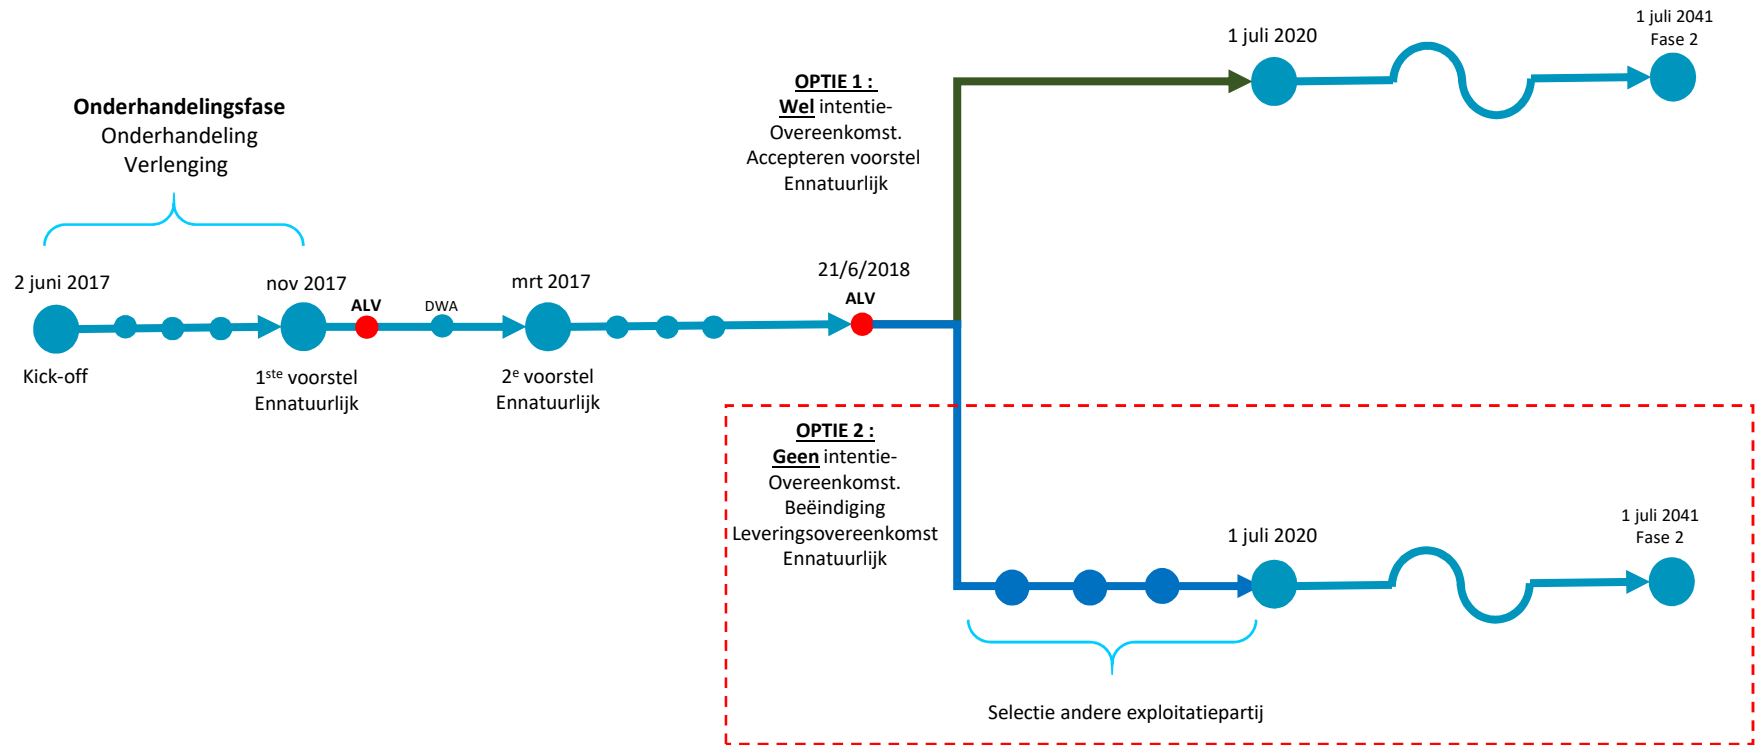 1 juli 2041
Fase 2
1 juli 2020
OPTIE 1 :
Wel intentie-
Overeenkomst.
Accepteren voorstel
Ennatuurlijk
Onderhandelingsfase
Onderhandeling
Verlenging
2 juni 2017
nov 2017
ALV
DWA
mrt 2017
21/6/2018
ALV
Kick-off
1ste voorstel
Ennatuurlijk
2e voorstel
Ennatuurlijk
OPTIE 2 :
Geen intentie-
Overeenkomst.
Beëindiging
Leveringsovereenkomst
Ennatuurlijk
1 juli 2020
1 juli 2041
Fase 2
Selectie andere exploitatiepartij